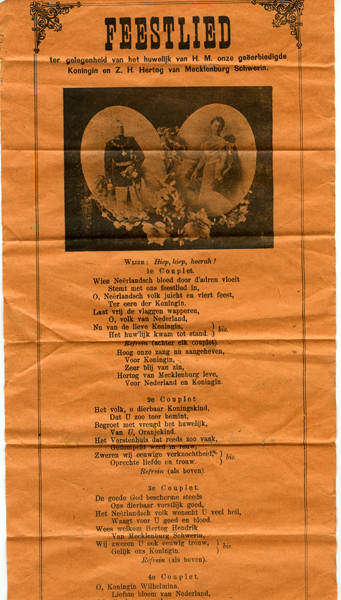 FEESTLIED
ter gelegenheid van het huwelijk van H. M. onze geëerbiedigde
Koningin en Z. H. Hertog van Mecklenburg Schwerin.
WIJZE: Hiep, hiep, hoerah?
1e Couplet.
Wien Neêrlandsch bloed door d'adren vloeit
Stemt met ons feestlied in,
O, Neêrlandsch volk juicht en viert feest,
Ter eere der Koningin.
Laat vrij de vlaggen wapperen,
O, volk van Nederland,
Nu van de lieve Koningin,
Het huw'lijk kwam tot stand. } bis.
Refrein (achter elk couplet).
Hoog onze zang nu aangeheven,
Voor Koningin,
Zeer blij van zin,
Hertog van Mecklenburg leve,
Voor Nederland en Koningin.
2e Couplet
Het volk, o dierbaar Koningskind,
Dat U zoo teer bemint,
Begroet met vreugd het huwelijk,
Van U, Oranjekind.
Het Vorstenhuis dat reeds zoo vaak,
Gedompeld werd in rouw,
Zweren wij eeuwige verknochtheid,
Oprechte liefde en trouw. } bis.
Refrein (als boven)
3e Couplet.
De goede God bescherme steeds
Ons dierbaar vorstlijk goed,
Het Neêrlandsch volk wenscht U veel heil,
Waagt voor U goed en bloed.
Wees welkom Hertog Hendrik
Van Mecklenburg Schwerin,
Wij zweren U ook eeuwig trouw,
Gelijk ons Koningin. } bis.
Refrein (als boven).
4e Couplet
O, Koningin Wilhelmina,
Liefste bloem van Nederland,